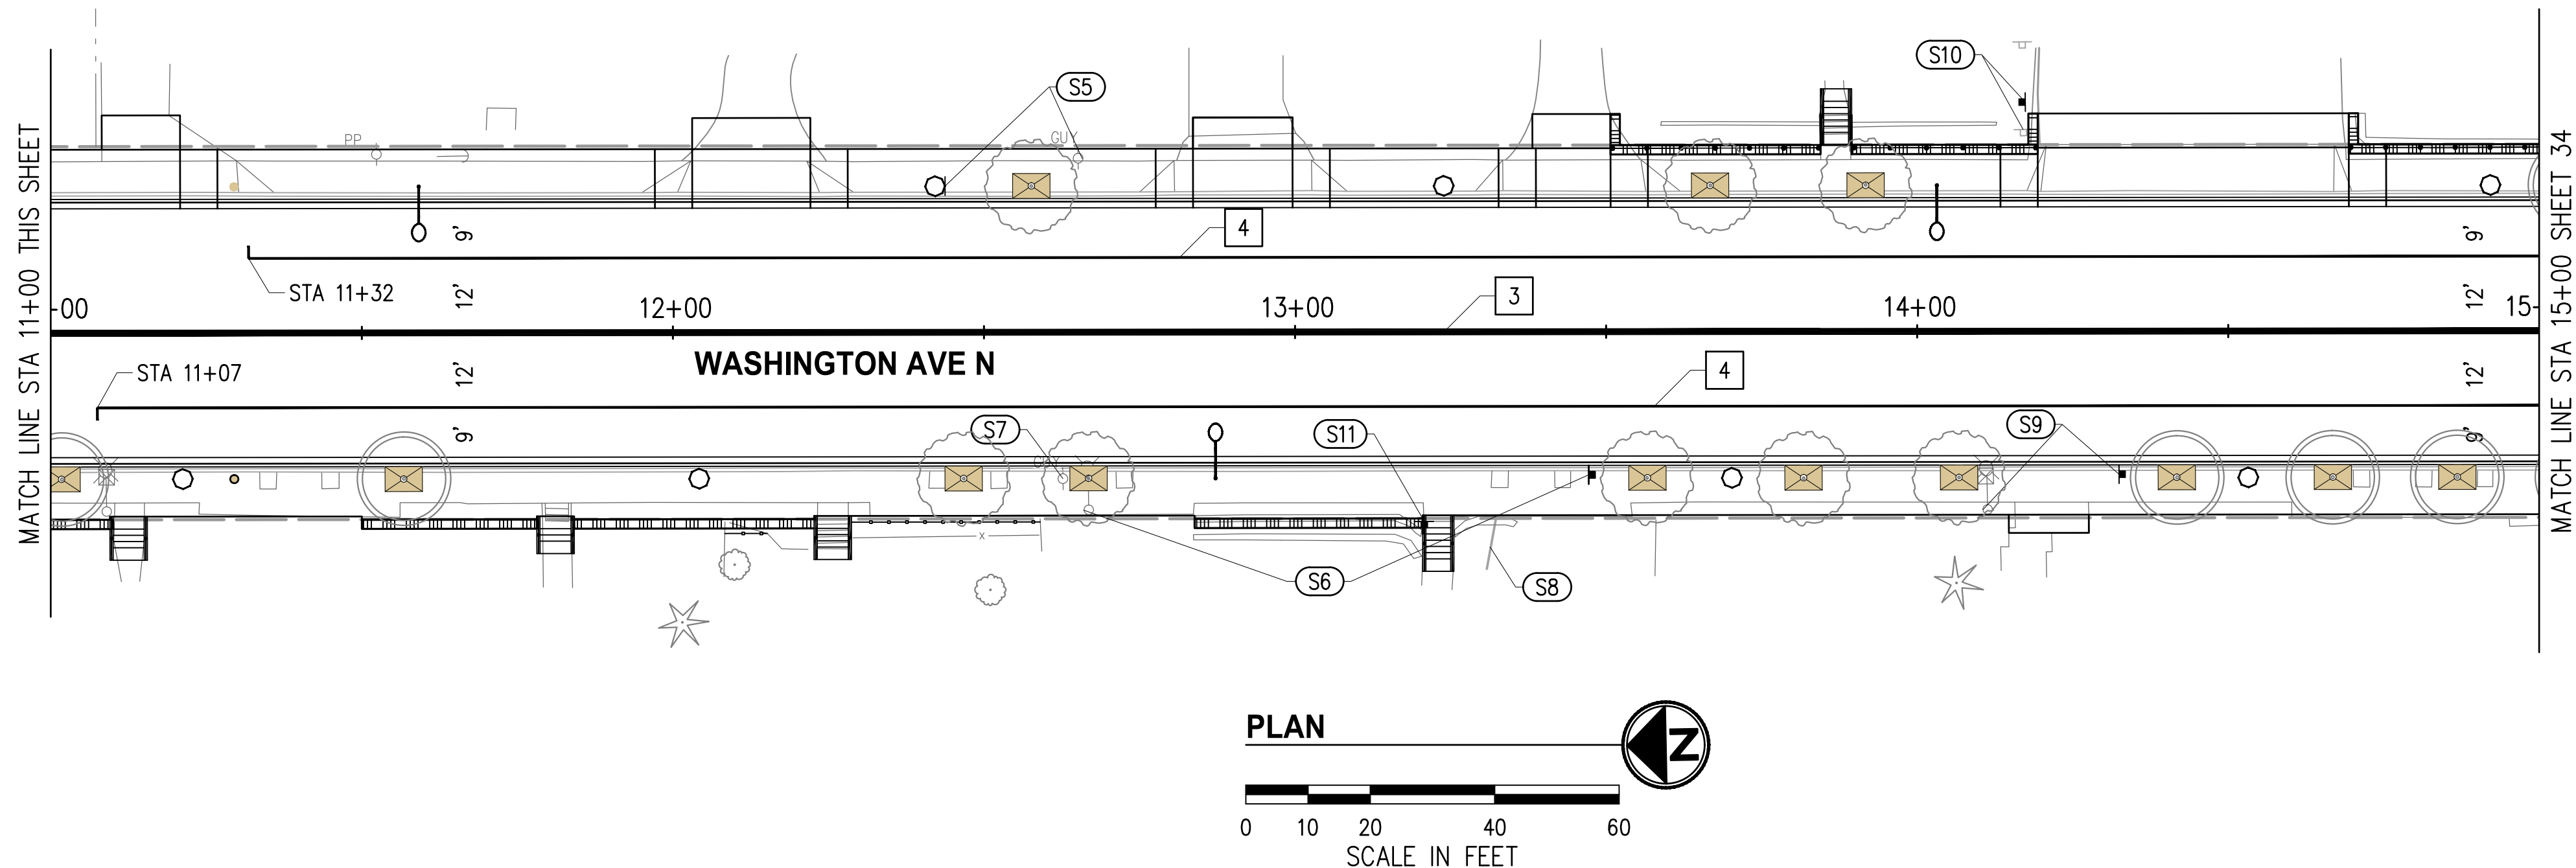 S5
S10
PP
GUY
MATCH LINE STA 11+00 THIS SHEET
MATCH LINE STA 15+00 SHEET 34
9'
4
9'
STA 11+32
12'
3
12'
-00
12+00
13+00
14+00
15-
WASHINGTON AVE N
STA 11+07
12'
4
12'
9'
S7
S11
S9
9'
x
S6
S8
PLAN
Z
0 10 20 40 60
SCALE IN FEET